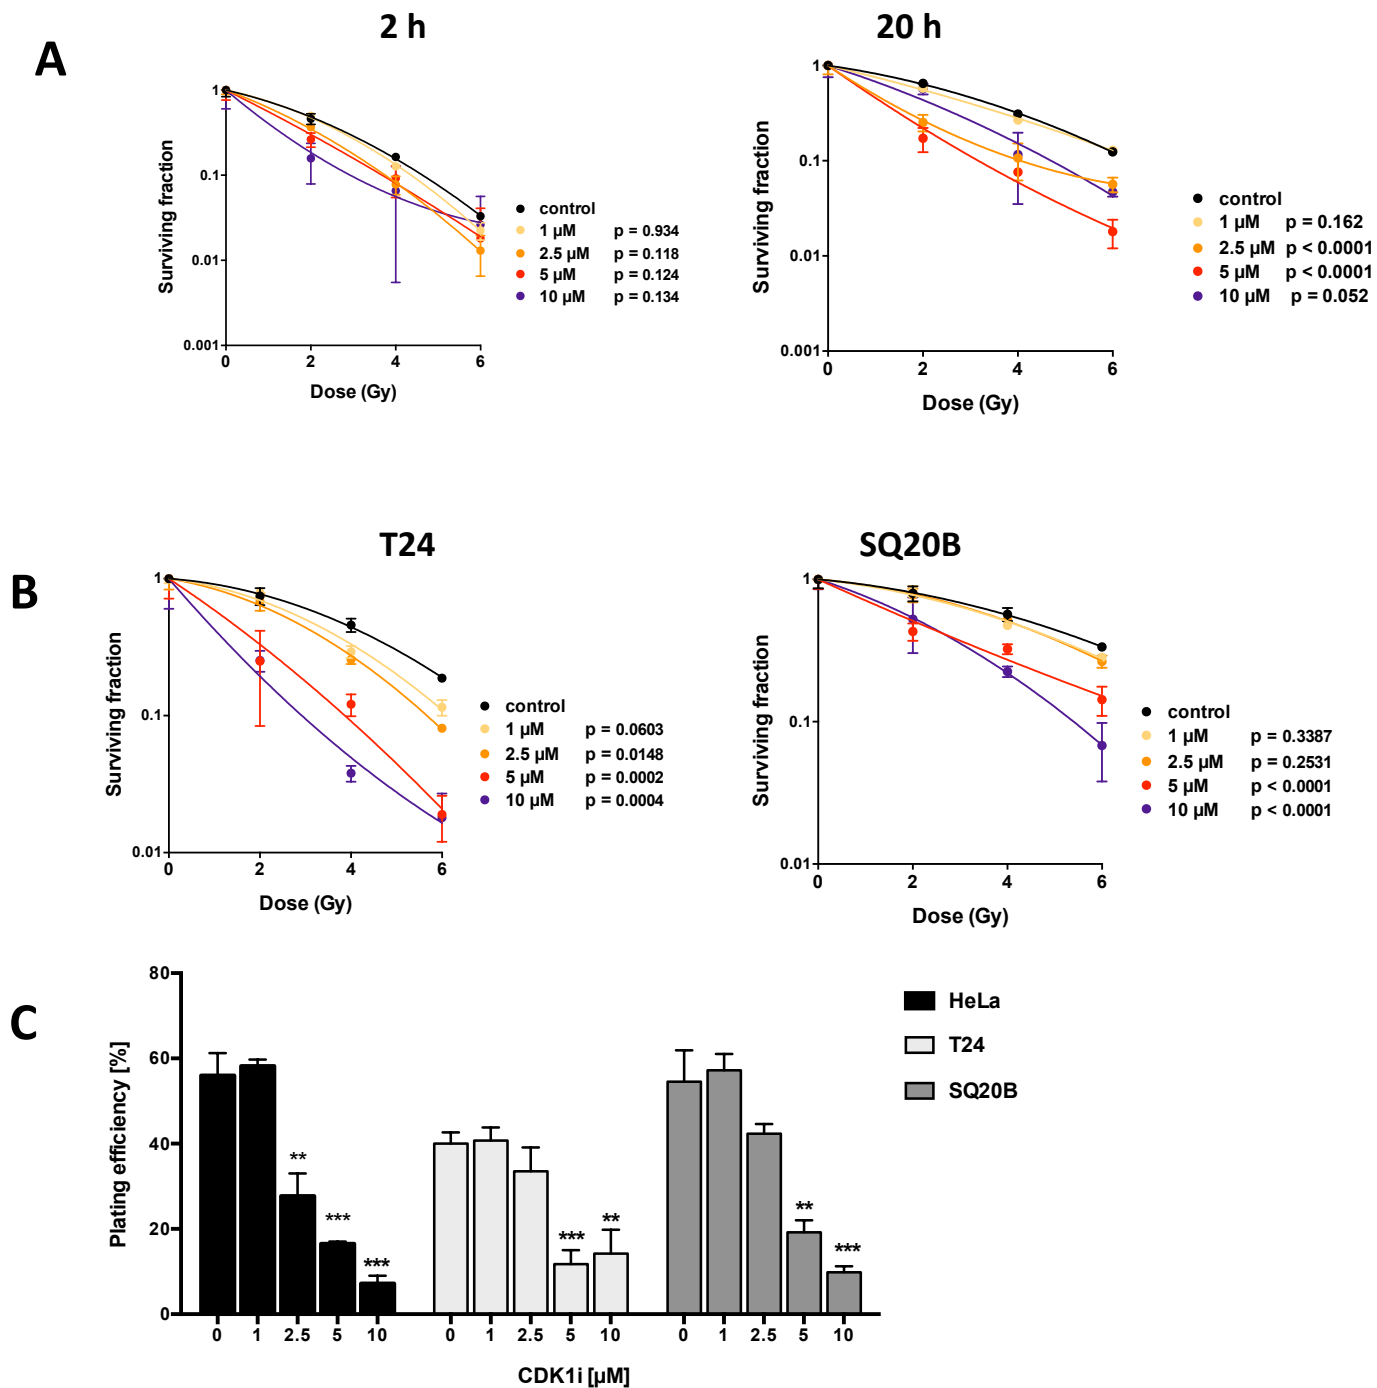 A
2 h
20 h
Surviving fraction
1
0.1
0.01
0.001
0 2 4 6
Dose (Gy)
control
1 µM p = 0.934
2.5 µM p = 0.118
5 µM p = 0.124
10 µM p = 0.134
Surviving fraction
1
0.1
0.01
0.001
0 2 4 6
Dose (Gy)
control
1 µM p = 0.162
2.5 µM p < 0.0001
5 µM p < 0.0001
10 µM p = 0.052
B
T24
SQ20B
Surviving fraction
1
0.1
0.01
0 2 4 6
Dose (Gy)
control
1 µM p = 0.0603
2.5 µM p = 0.0148
5 µM p = 0.0002
10 µM p = 0.0004
Surviving fraction
1
0.1
0.01
0 2 4 6
Dose (Gy)
control
1 µM p = 0.3387
2.5 µM p = 0.2531
5 µM p < 0.0001
10 µM p < 0.0001
C
Plating efficiency [%]
80
60
40
20
0
** *** *** *** ** ** ***
0 1 2.5 5 10 0 1 2.5 5 10 0 1 2.5 5 10
CDK1i [µM]
HeLa
T24
SQ20B